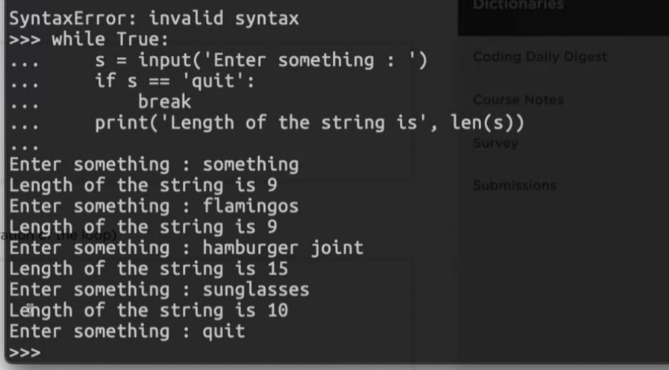 SyntaxError: invalid syntax
>>> while True:
...     s = input('Enter something : ')
...     if s == 'quit':
...         break
...     print('Length of the string is', len(s))
...
Enter something : something
Length of the string is 9
Enter something : flamingos
Length of the string is 9
Enter something : hamburger joint
Length of the string is 15
Enter something : sunglasses
Length of the string is 10
Enter something : quit
>>>
Dictionaries
Coding Daily Digest
Course Notes
Survey
Submissions
of the loop)